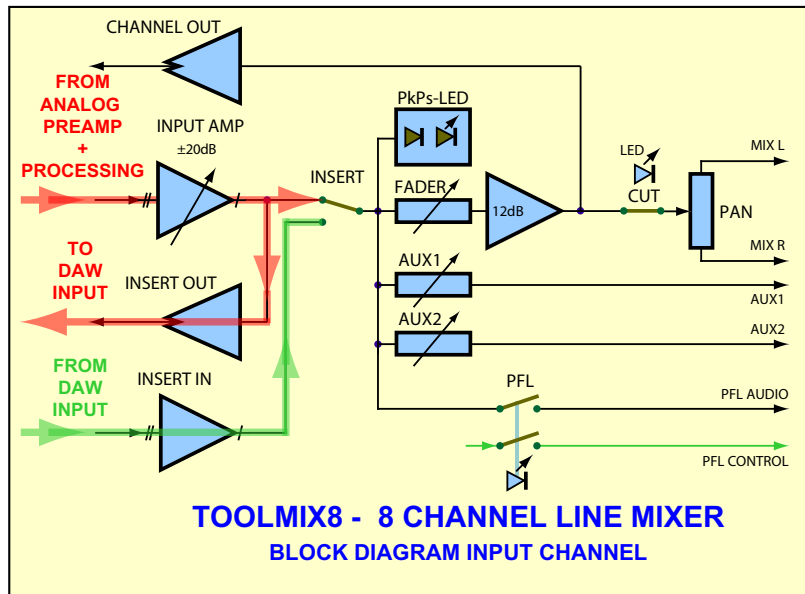 CHANNEL OUT
FROM
ANALOG
PREAMP
+
PROCESSING
INPUT AMP
±20dB
PkPs-LED
INSERT
FADER
12dB
LED
CUT
MIX L
PAN
MIX R
TO
DAW
INPUT
INSERT OUT
AUX1
AUX1
AUX2
AUX2
FROM
DAW
INPUT
INSERT IN
PFL
PFL AUDIO
PFL CONTROL
TOOLMIX8 - 8 CHANNEL LINE MIXER
BLOCK DIAGRAM INPUT CHANNEL